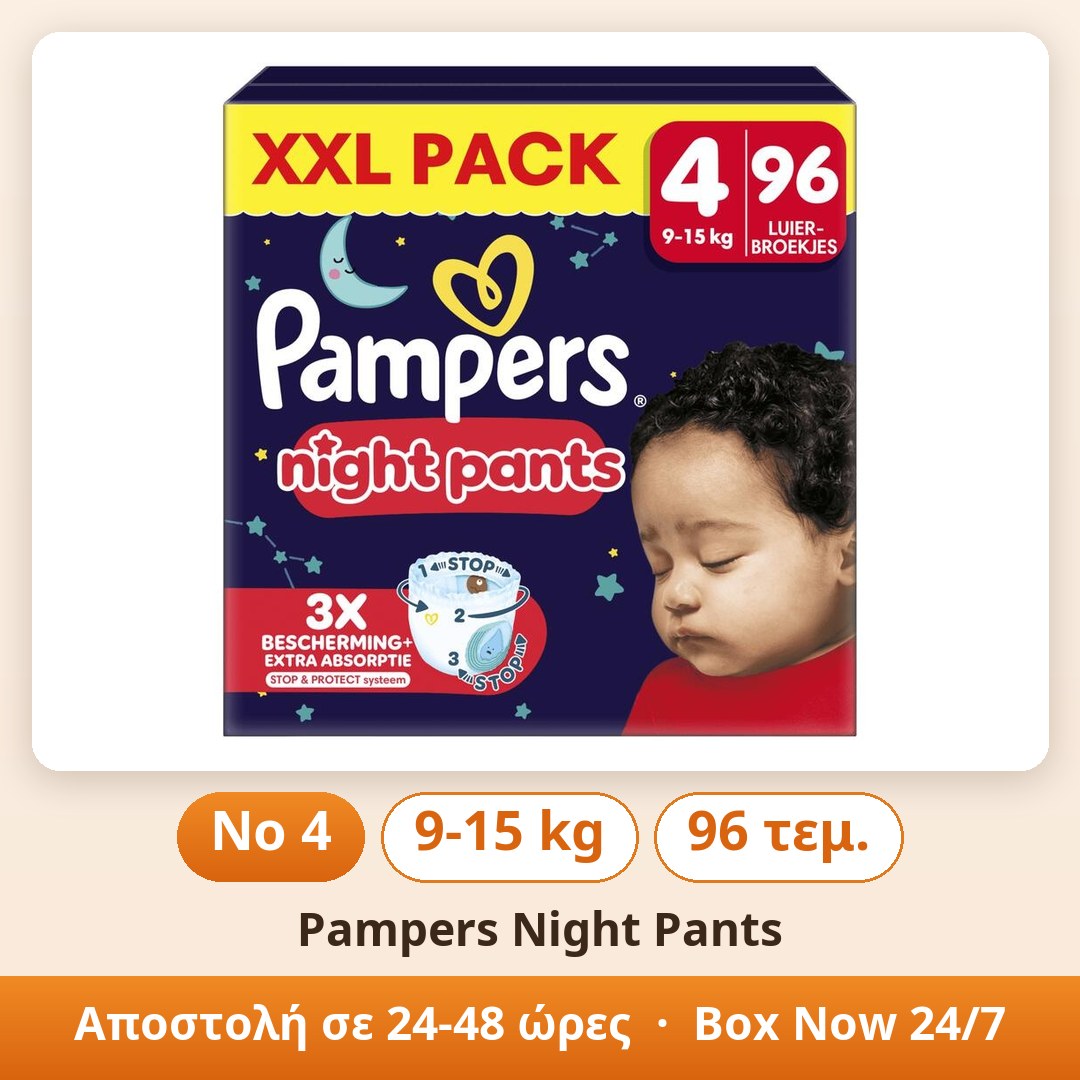 XXL PACK
4
9-15 kg
96
LUIER-
BROEKJES
Pampers®
night pants
3X
BESCHERMING+
EXTRA ABSORPTIE
STOP & PROTECT systeem
1 STOP
2
3 STOP
No 4
9-15 kg
96 τεμ.
Pampers Night Pants
Αποστολή σε 24-48 ώρες · Box Now 24/7